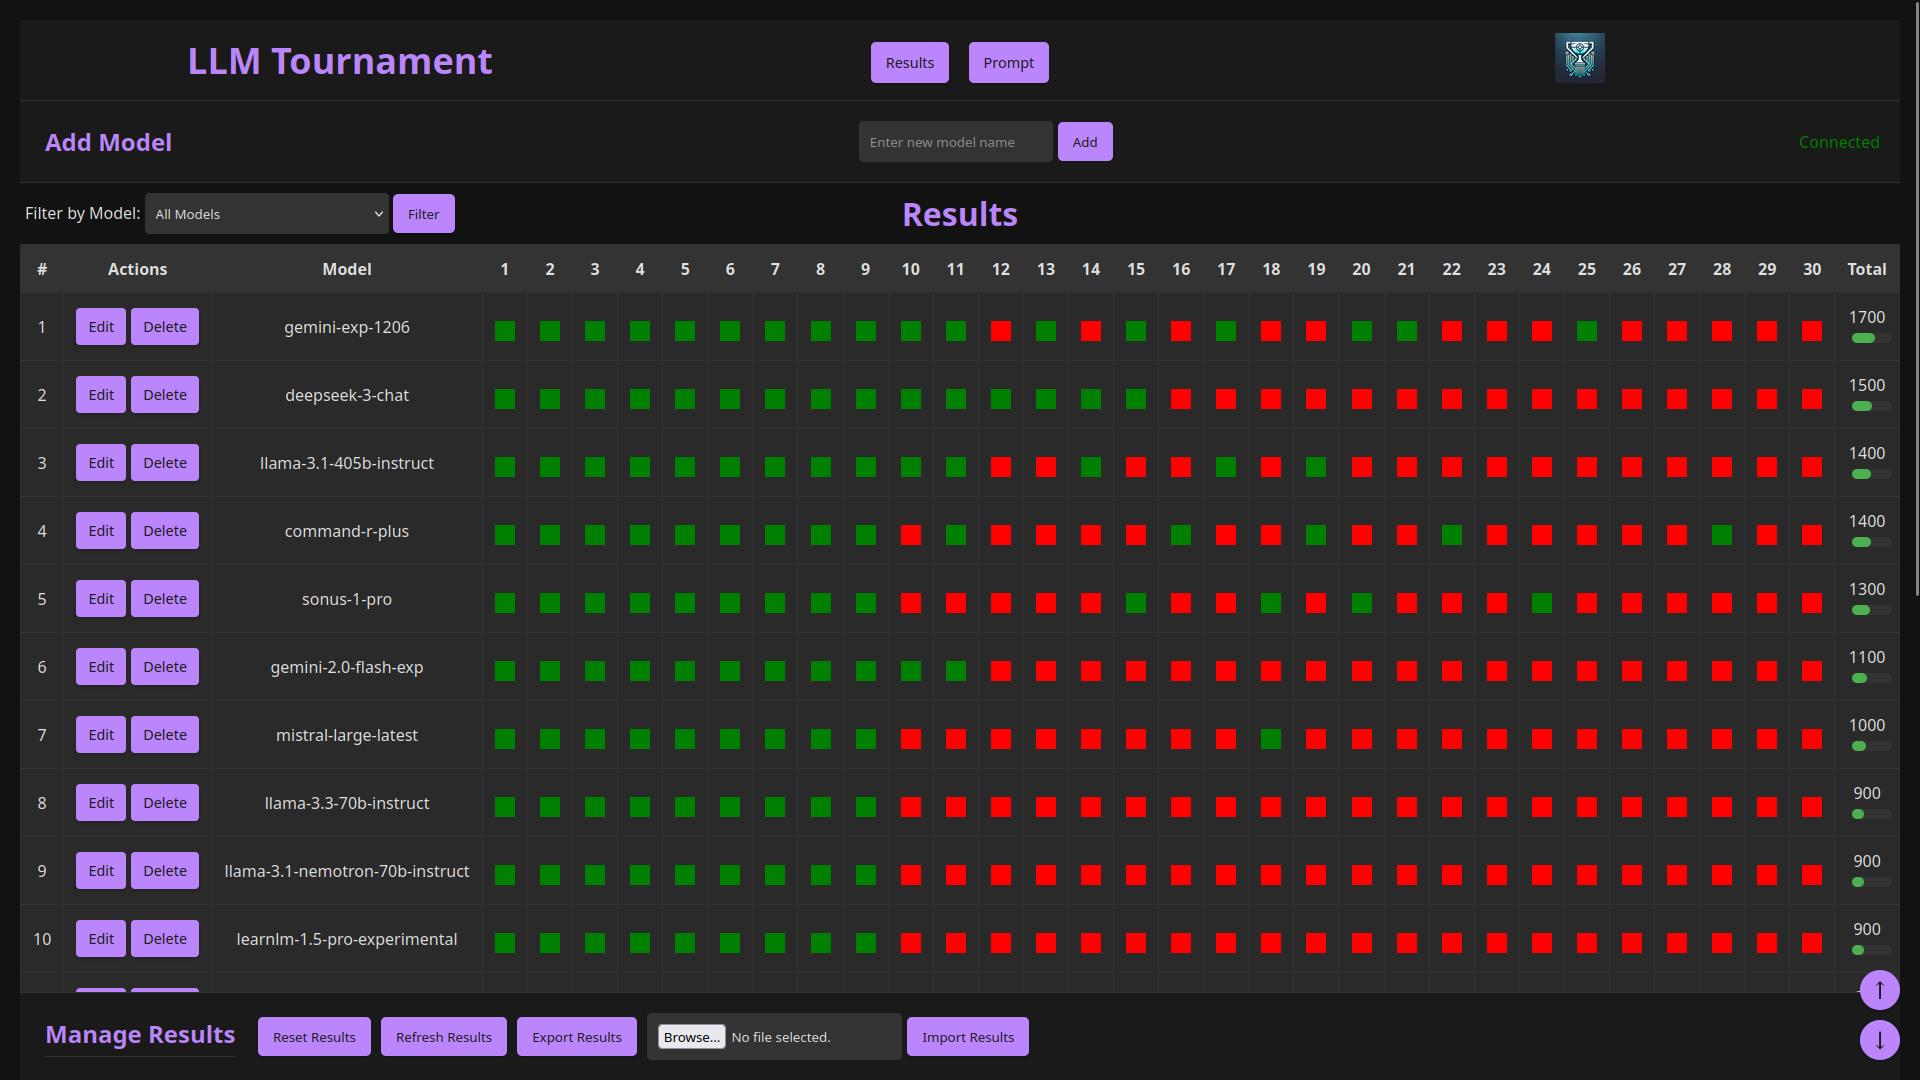 LLM Tournament
Results Prompt
Add Model
Enter new model name Add
Connected
Filter by Model: All Models Filter
Results
# Actions Model 1 2 3 4 5 6 7 8 9 10 11 12 13 14 15 16 17 18 19 20 21 22 23 24 25 26 27 28 29 30 Total
1 Edit Delete gemini-exp-1206 1700
2 Edit Delete deepseek-3-chat 1500
3 Edit Delete llama-3.1-405b-instruct 1400
4 Edit Delete command-r-plus 1400
5 Edit Delete sonus-1-pro 1300
6 Edit Delete gemini-2.0-flash-exp 1100
7 Edit Delete mistral-large-latest 1000
8 Edit Delete llama-3.3-70b-instruct 900
9 Edit Delete llama-3.1-nemotron-70b-instruct 900
10 Edit Delete learnlm-1.5-pro-experimental 900
↑
Manage Results Reset Results Refresh Results Export Results Browse... No file selected. Import Results
↓